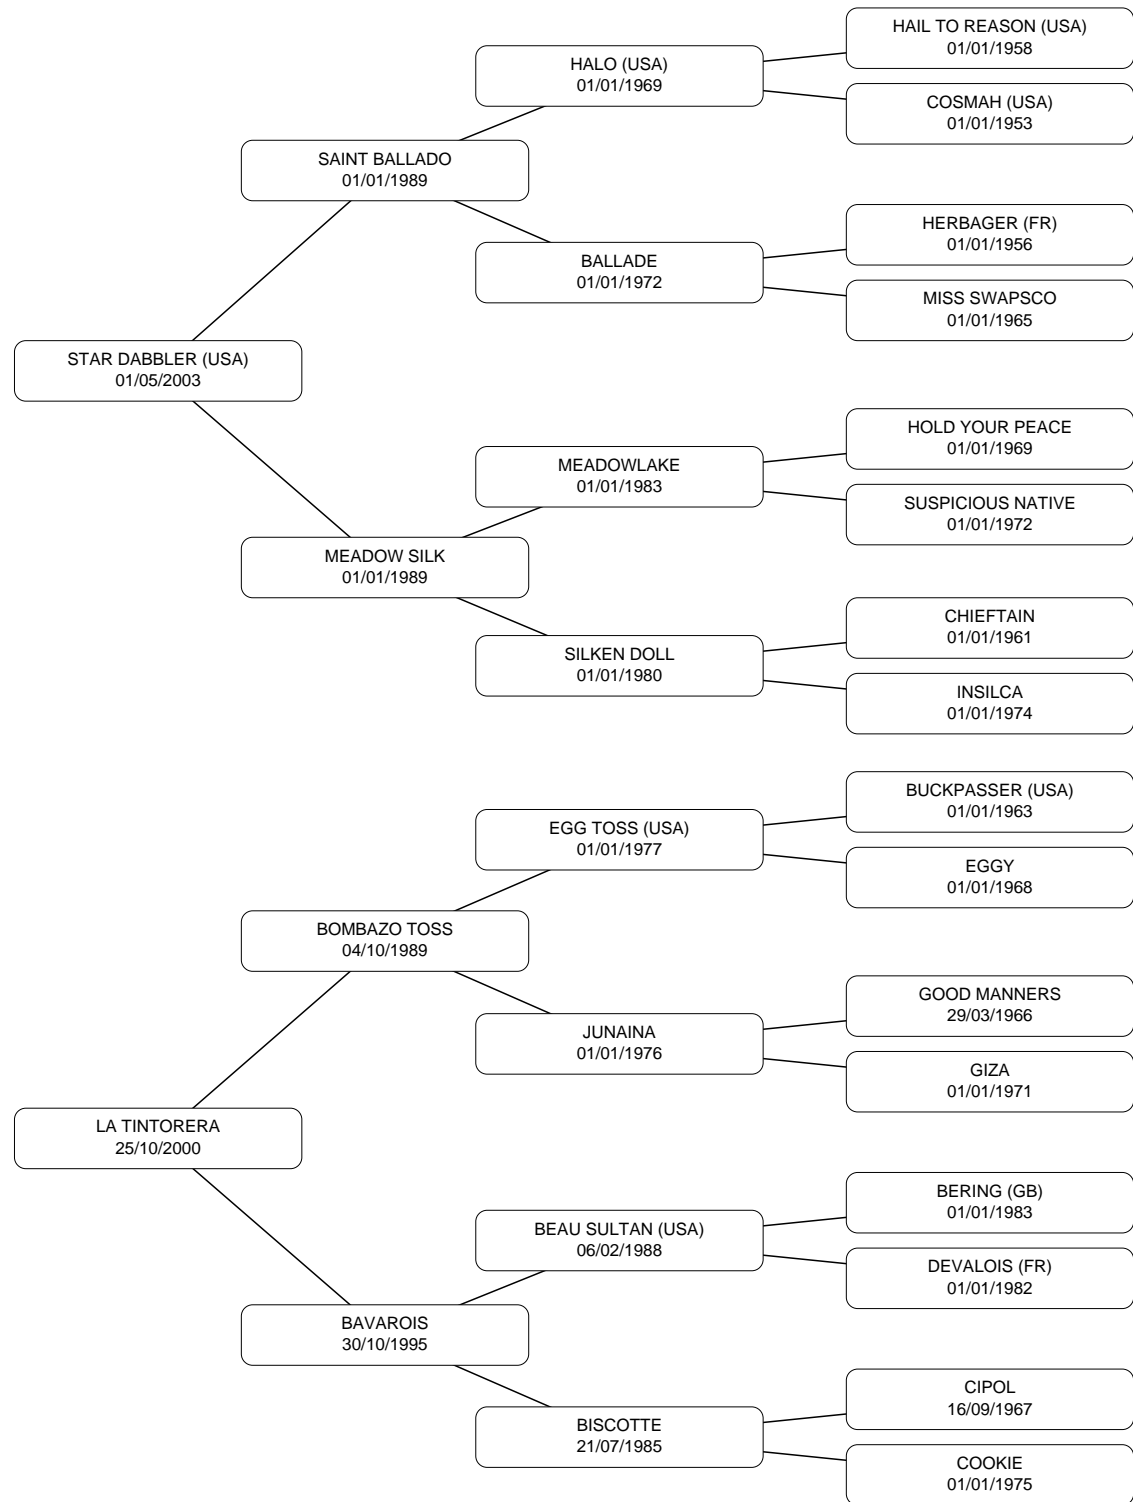 HAIL TO REASON (USA)
01/01/1958
HALO (USA)
01/01/1969
COSMAH (USA)
01/01/1953
SAINT BALLADO
01/01/1989
HERBAGER (FR)
01/01/1956
BALLADE
01/01/1972
MISS SWAPSCO
01/01/1965
STAR DABBLER (USA)
01/05/2003
HOLD YOUR PEACE
01/01/1969
MEADOWLAKE
01/01/1983
SUSPICIOUS NATIVE
01/01/1972
MEADOW SILK
01/01/1989
CHIEFTAIN
01/01/1961
SILKEN DOLL
01/01/1980
INSILCA
01/01/1974
BUCKPASSER (USA)
01/01/1963
EGG TOSS (USA)
01/01/1977
EGGY
01/01/1968
BOMBAZO TOSS
04/10/1989
GOOD MANNERS
29/03/1966
JUNAINA
01/01/1976
GIZA
01/01/1971
LA TINTORERA
25/10/2000
BERING (GB)
01/01/1983
BEAU SULTAN (USA)
06/02/1988
DEVALOIS (FR)
01/01/1982
BAVAROIS
30/10/1995
CIPOL
16/09/1967
BISCOTTE
21/07/1985
COOKIE
01/01/1975